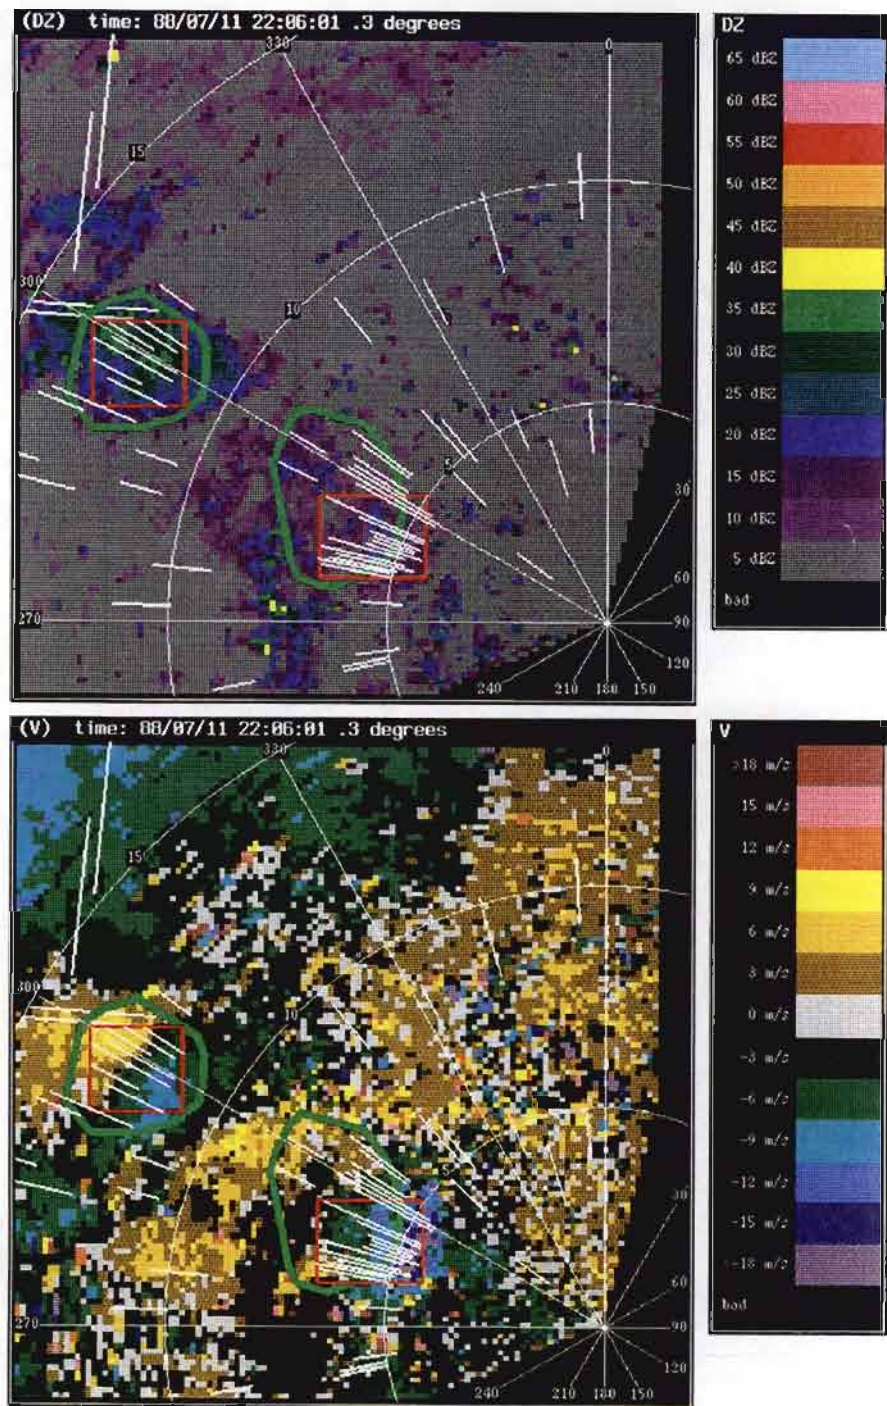 (DZ) time: 88/07/11 22:06:01 .3 degrees
330
0
15
300
10
5
30
60
270
90
120
240
210
180
150
DZ
65 dBZ
60 dBZ
55 dBZ
50 dBZ
45 dBZ
40 dBZ
35 dBZ
30 dBZ
25 dBZ
20 dBZ
15 dBZ
10 dBZ
5 dBZ
bad
(V) time: 88/07/11 22:06:01 .3 degrees
330
0
15
300
10
5
30
60
270
90
120
240
210
180
150
V
>18 m/s
15 m/s
12 m/s
9 m/s
6 m/s
3 m/s
0 m/s
-3 m/s
-6 m/s
-9 m/s
-12 m/s
-15 m/s
<-18 m/s
bad